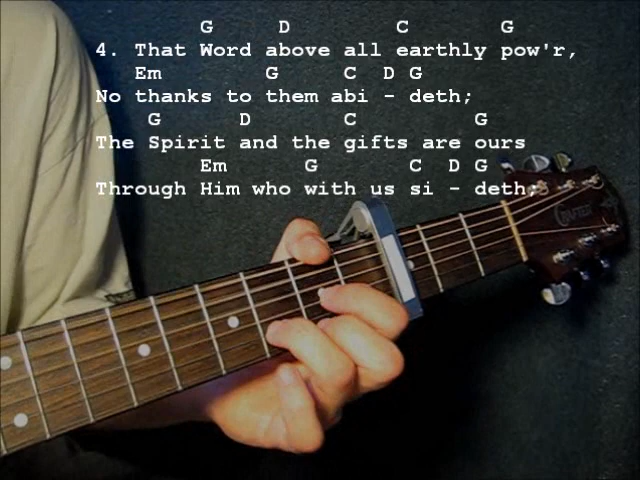 G D C G
4. That Word above all earthly pow'r,
Em G C D G
No thanks to them abi - deth;
G D C G
The Spirit and the gifts are ours
Em G C D G
Through Him who with us si - deth;